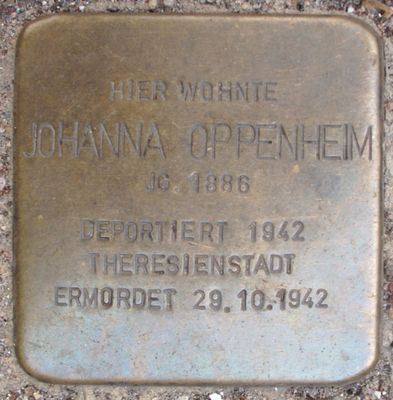 HIER WOHNTE
JOHANNA OPPENHEIM
JG. 1886
DEPORTIERT 1942
THERESIENSTADT
ERMORDET 29.10.1942